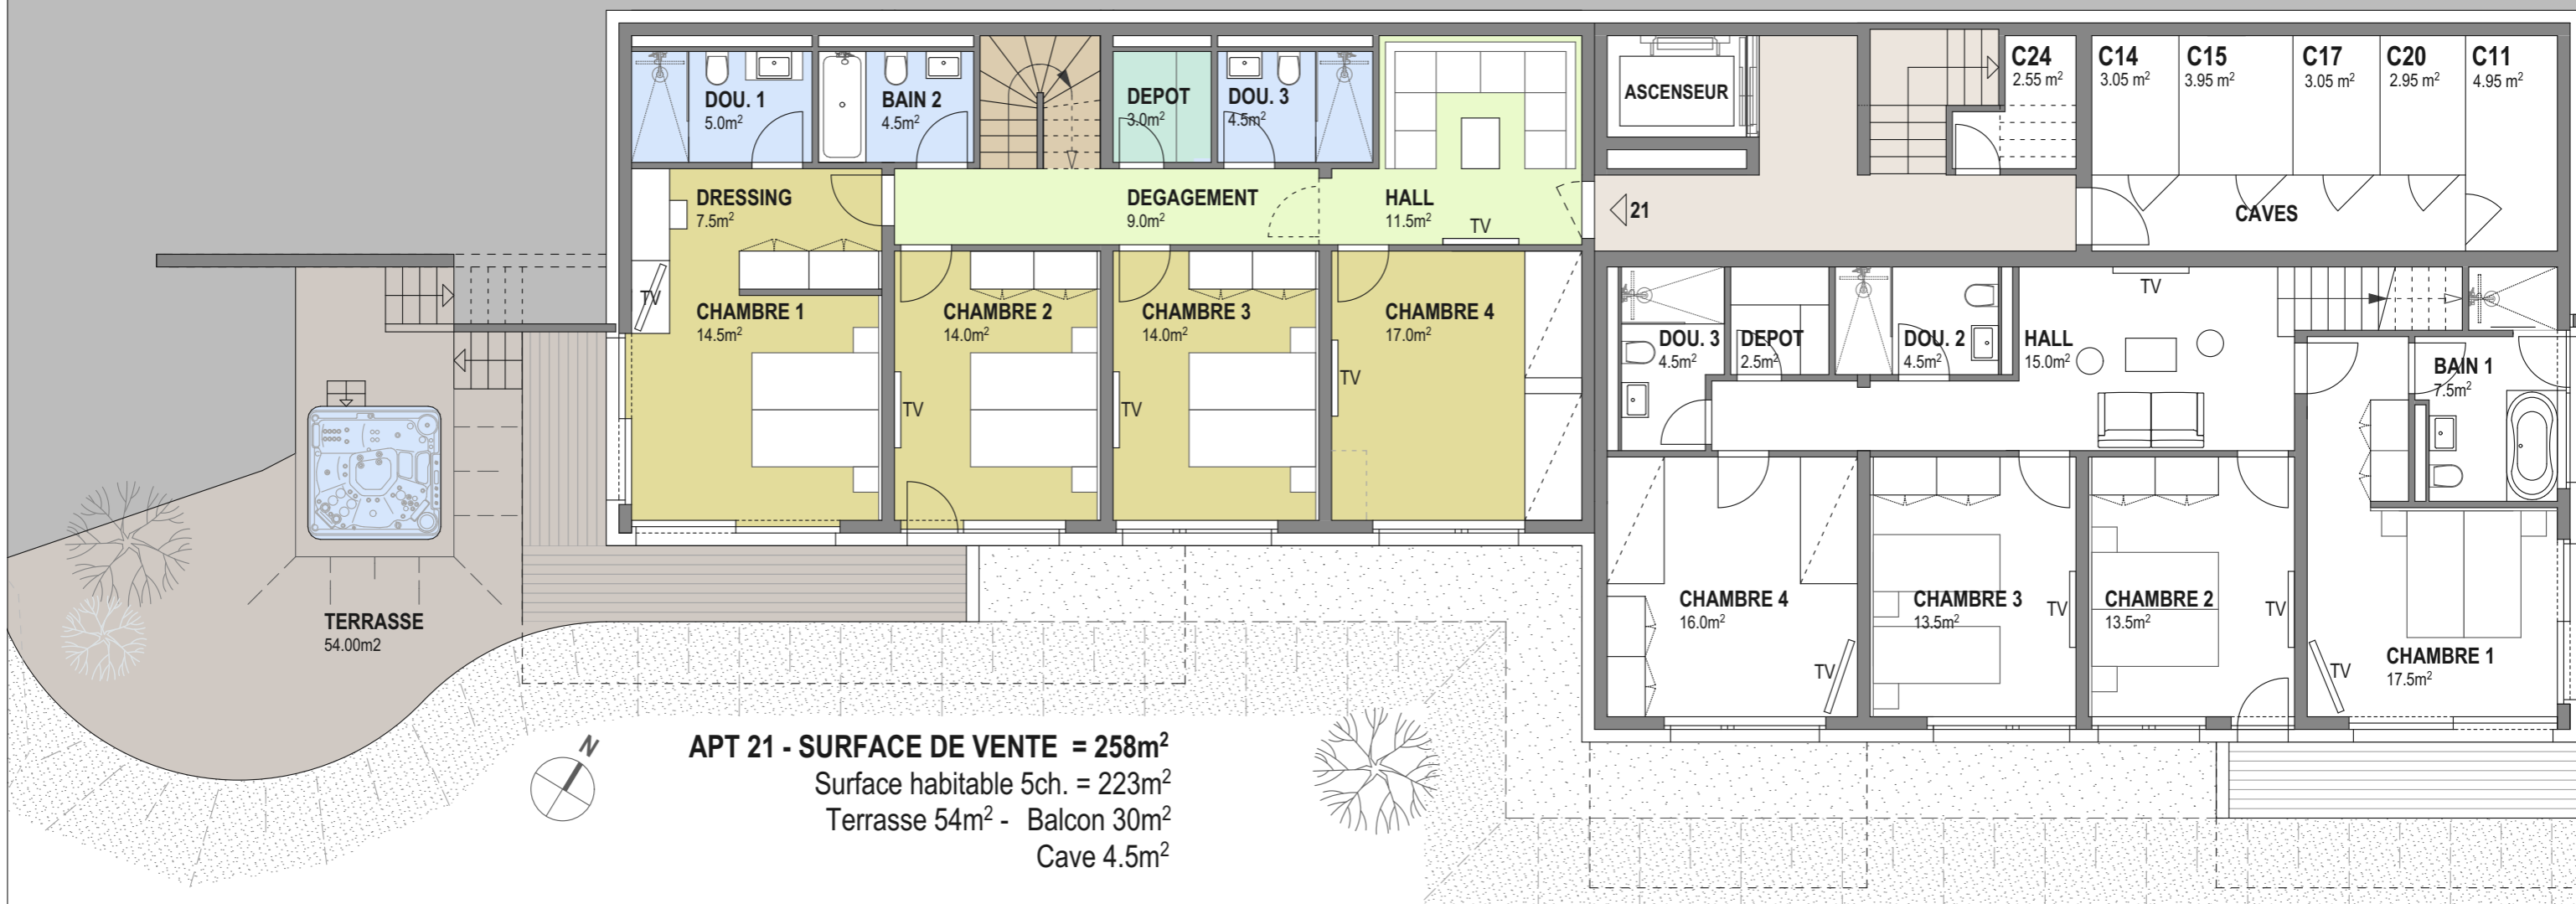 DOU. 1
5.0m²
BAIN 2
4.5m²
DEPOT
3.0m²
DOU. 3
4.5m²
ASCENSEUR
C24
2.55 m²
C14
3.05 m²
C15
3.95 m²
C17
3.05 m²
C20
2.95 m²
C11
4.95 m²
DRESSING
7.5m²
DEGAGEMENT
9.0m²
HALL
11.5m²
TV
21
CAVES
TV
CHAMBRE 1
14.5m²
CHAMBRE 2
14.0m²
TV
CHAMBRE 3
14.0m²
TV
CHAMBRE 4
17.0m²
TV
DOU. 3
4.5m²
DEPOT
2.5m²
DOU. 2
4.5m²
HALL
15.0m²
TV
BAIN 1
7.5m²
TERRASSE
54.00m2
CHAMBRE 4
16.0m²
TV
CHAMBRE 3
13.5m²
TV
CHAMBRE 2
13.5m²
TV
CHAMBRE 1
17.5m²
TV
N
APT 21 - SURFACE DE VENTE = 258m²
Surface habitable 5ch. = 223m²
Terrasse 54m² - Balcon 30m²
Cave 4.5m²